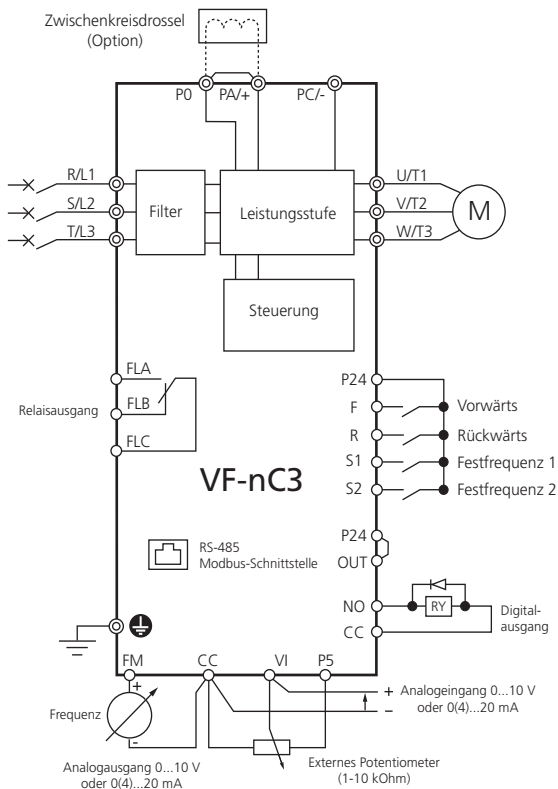 Zwischenkreisdrossel
(Option)
P0
PA/+
PC/-
R/L1
S/L2
T/L3
Filter
Leistungsstufe
U/T1
V/T2
W/T3
M
Steuerung
FLA
FLB
FLC
Relaisausgang
P24
F
Vorwärts
R
Rückwärts
S1
Festfrequenz 1
S2
Festfrequenz 2
VF-nC3
RS-485
Modbus-Schnittstelle
P24
OUT
NO
RY
CC
Digital-
ausgang
FM
CC
VI
P5
+
-
Frequenz
+ Analogeingang 0...10 V
– oder 0(4)...20 mA
Analogausgang 0...10 V
oder 0(4)...20 mA
Externes Potentiometer
(1-10 kOhm)